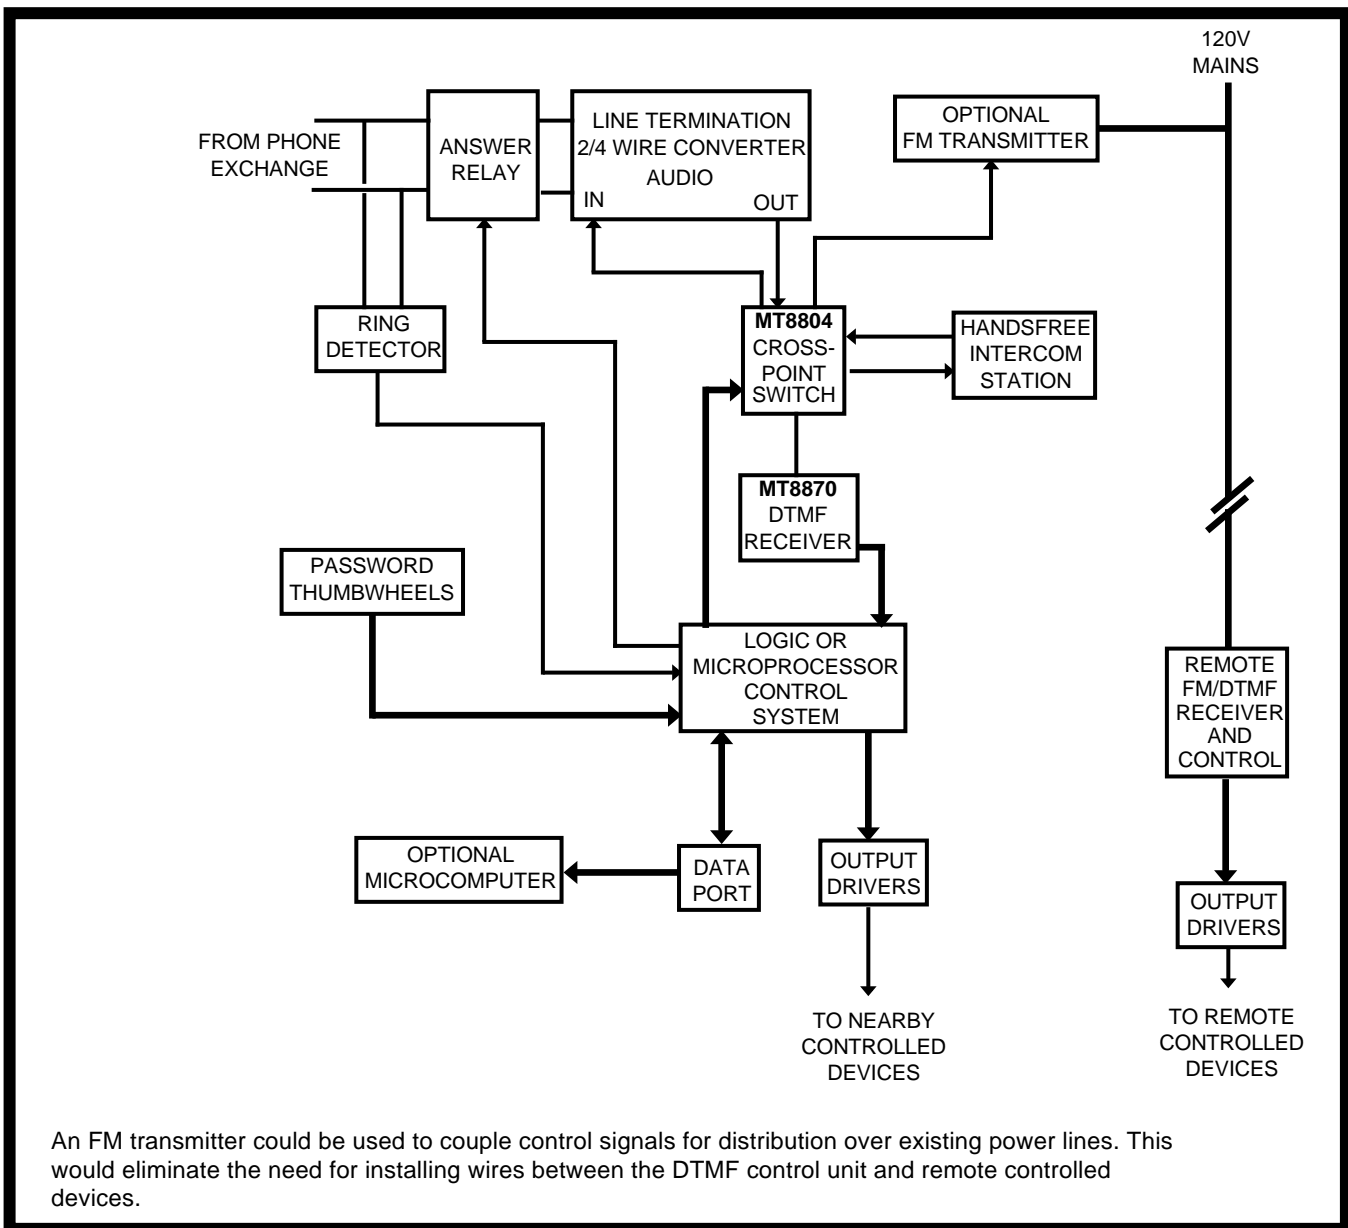 120V
MAINS
FROM PHONE
EXCHANGE
ANSWER
RELAY
LINE TERMINATION
2/4 WIRE CONVERTER
AUDIO
IN
OUT
OPTIONAL
FM TRANSMITTER
RING
DETECTOR
MT8804
CROSS-
POINT
SWITCH
HANDSFREE
INTERCOM
STATION
MT8870
DTMF
RECEIVER
PASSWORD
THUMBWHEELS
LOGIC OR
MICROPROCESSOR
CONTROL
SYSTEM
REMOTE
FM/DTMF
RECEIVER
AND
CONTROL
OPTIONAL
MICROCOMPUTER
DATA
PORT
OUTPUT
DRIVERS
OUTPUT
DRIVERS
TO NEARBY
CONTROLLED
DEVICES
TO REMOTE
CONTROLLED
DEVICES
An FM transmitter could be used to couple control signals for distribution over existing power lines. This
would eliminate the need for installing wires between the DTMF control unit and remote controlled
devices.